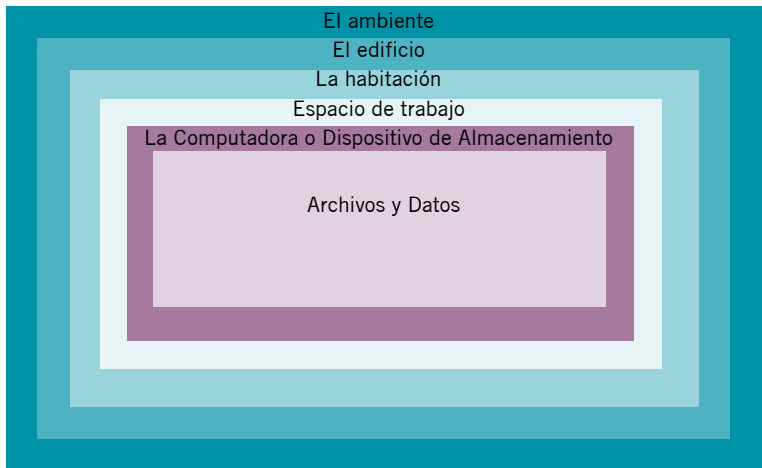 El ambiente
El edificio
La habitación
Espacio de trabajo
La Computadora o Dispositivo de Almacenamiento
Archivos y Datos